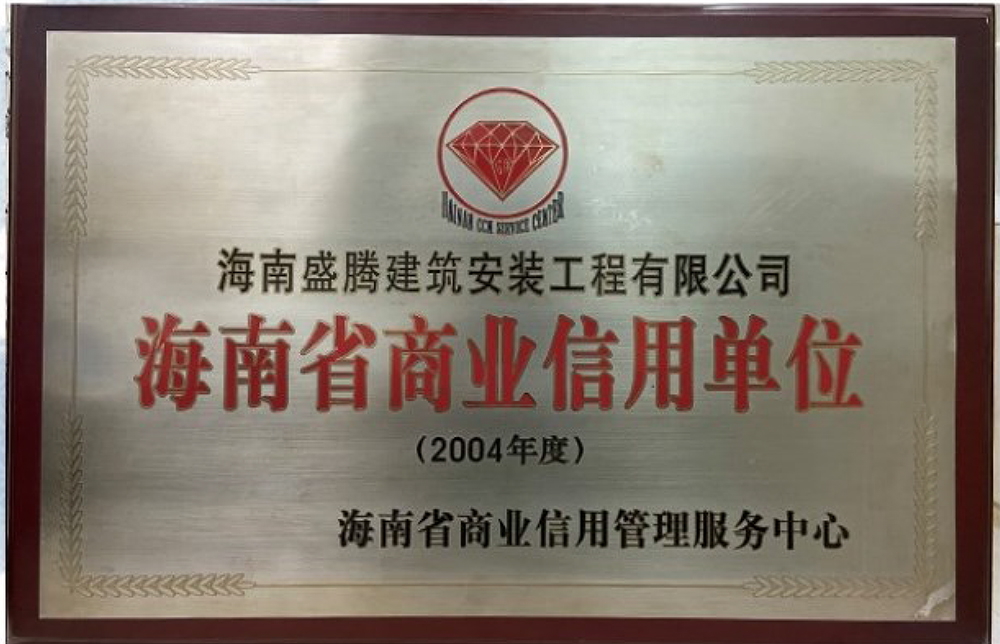 HAINAN CCM SERVICE CENTER
海南盛腾建筑安装工程有限公司
海南省商业信用单位
(2004年度)
海南省商业信用管理服务中心